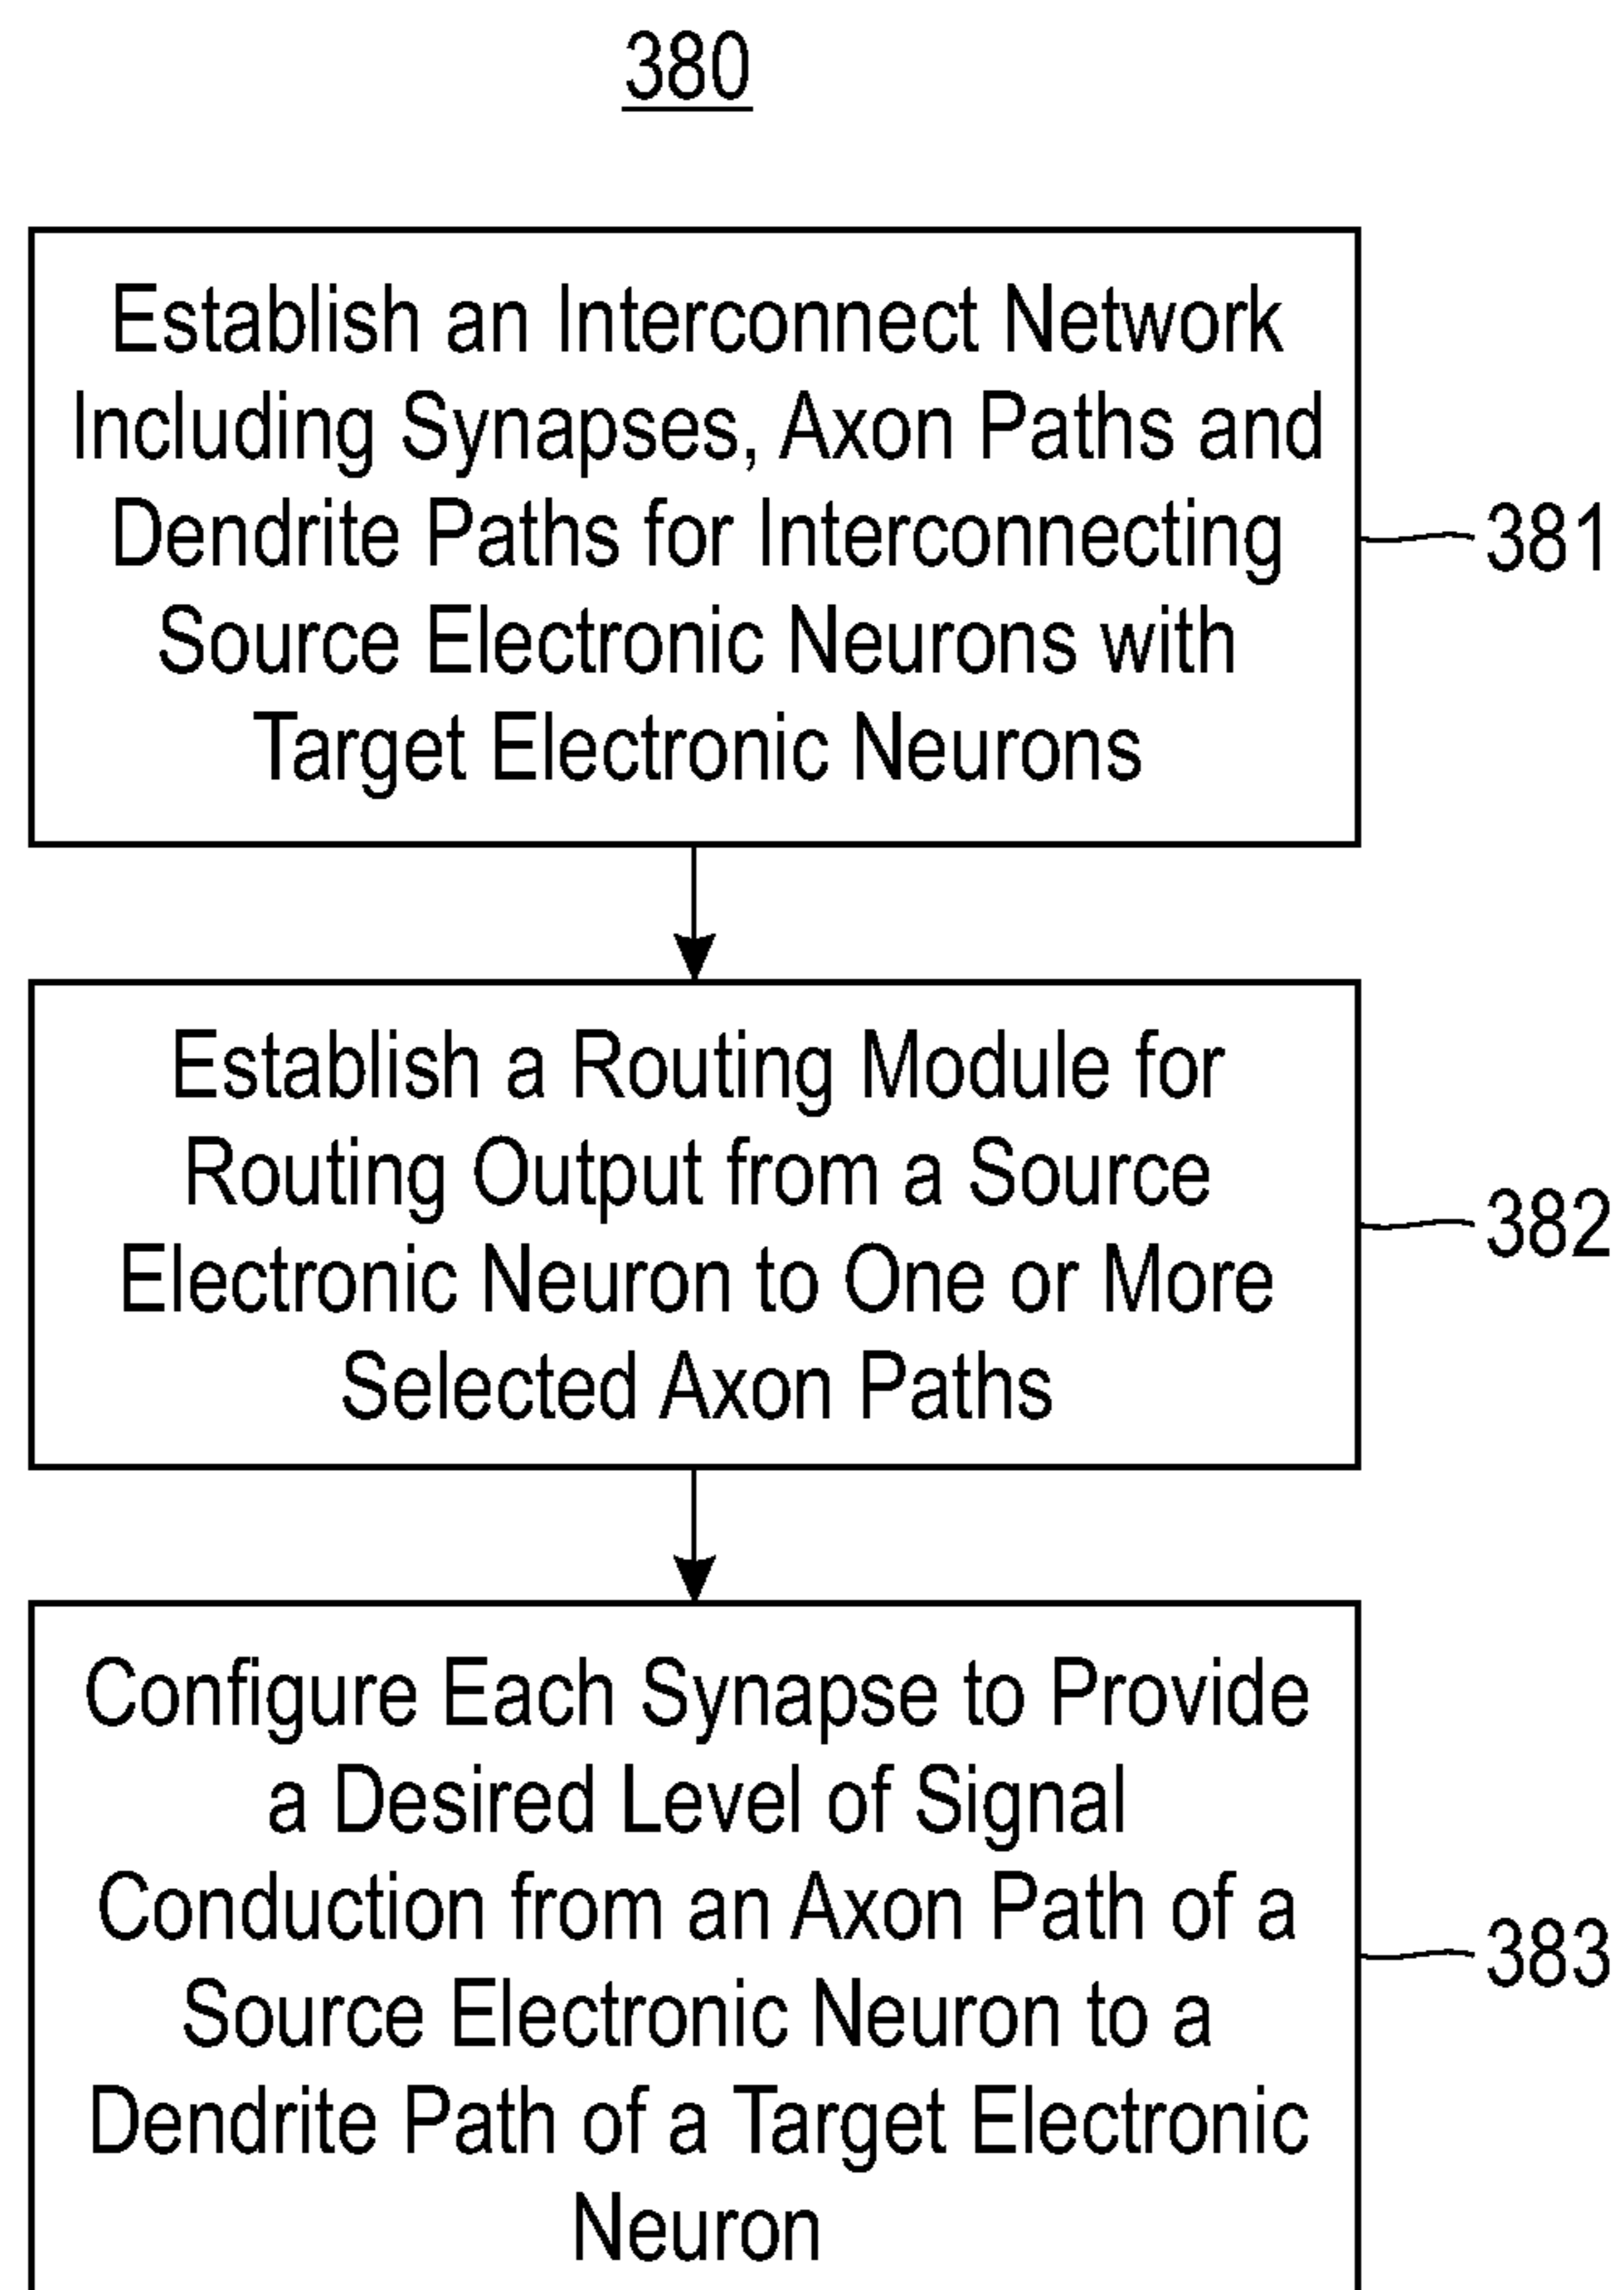 380
Establish an Interconnect Network
Including Synapses, Axon Paths and
Dendrite Paths for Interconnecting
Source Electronic Neurons with
Target Electronic Neurons
381
Establish a Routing Module for
Routing Output from a Source
Electronic Neuron to One or More
Selected Axon Paths
382
Configure Each Synapse to Provide
a Desired Level of Signal
Conduction from an Axon Path of a
Source Electronic Neuron to a
Dendrite Path of a Target Electronic
Neuron
383